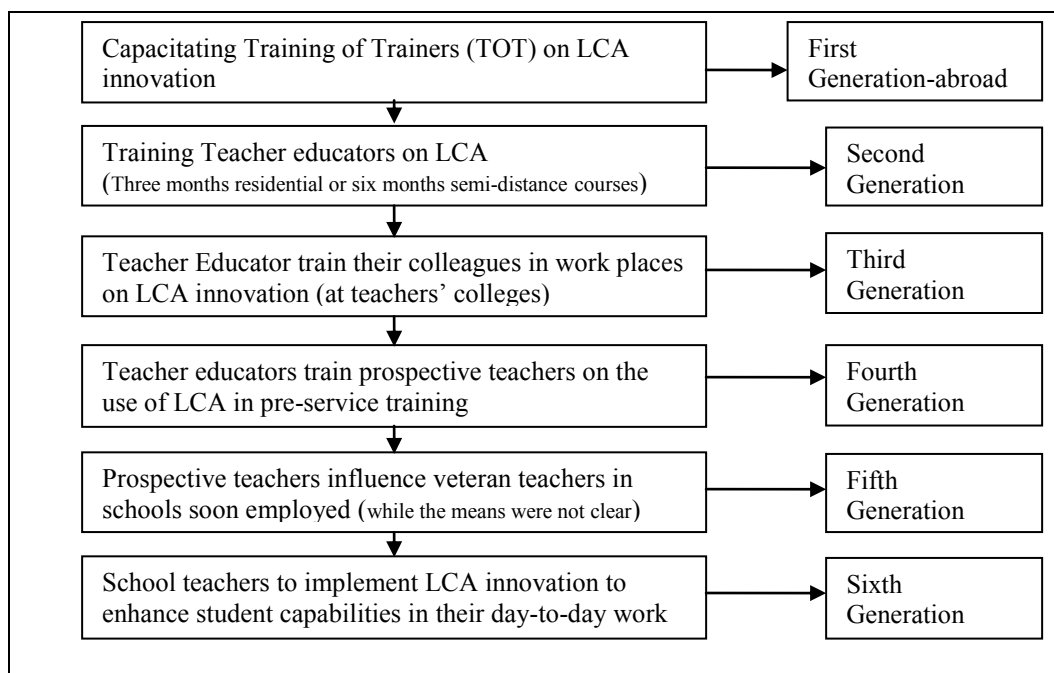 Capacitating Training of Trainers (TOT) on LCA
innovation
First
Generation-abroad
Training Teacher educators on LCA
(Three months residential or six months semi-distance courses)
Second
Generation
Teacher Educator train their colleagues in work places
on LCA innovation (at teachers’ colleges)
Third
Generation
Teacher educators train prospective teachers on the
use of LCA in pre-service training
Fourth
Generation
Prospective teachers influence veteran teachers in
schools soon employed (while the means were not clear)
Fifth
Generation
School teachers to implement LCA innovation to
enhance student capabilities in their day-to-day work
Sixth
Generation